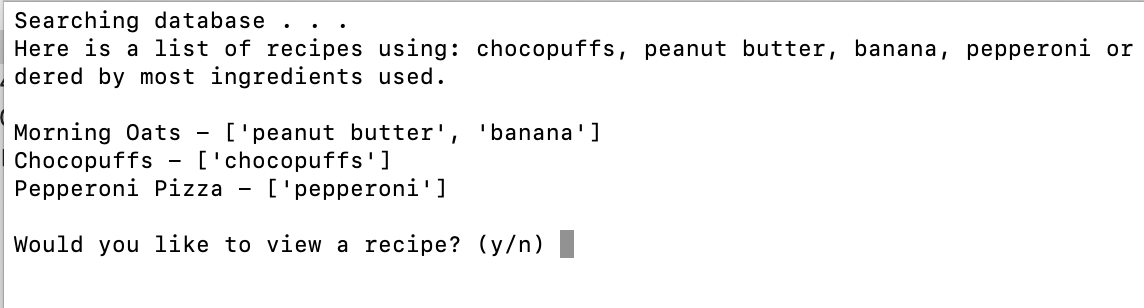 Searching database . . .
Here is a list of recipes using: chocopuffs, peanut butter, banana, pepperoni or
dered by most ingredients used.
Morning Oats – ['peanut butter', 'banana']
Chocopuffs – ['chocopuffs']
Pepperoni Pizza – ['pepperoni']
Would you like to view a recipe? (y/n)